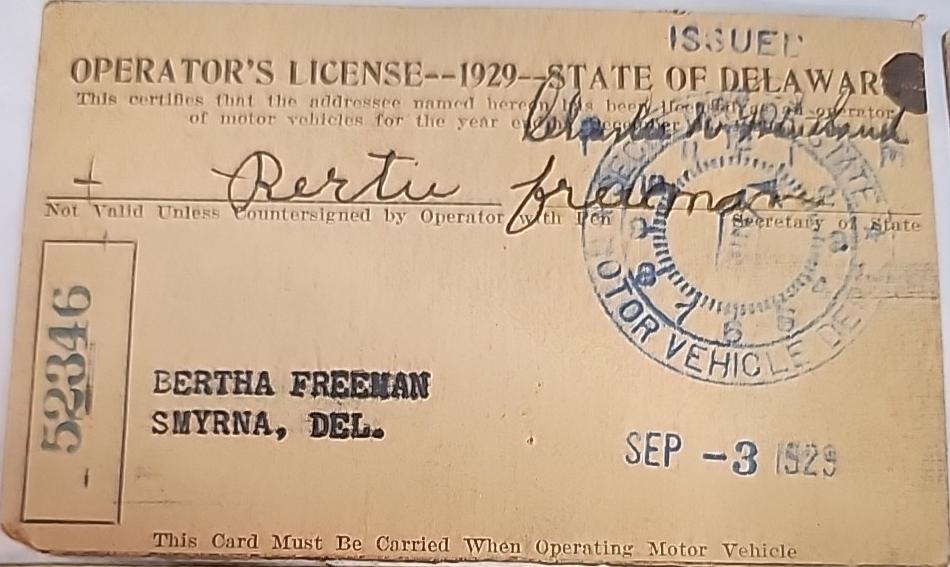 ISSUED
OPERATOR'S LICENSE--1929--STATE OF DELAWARE
This certifies that the addressee named hereon has been licensed as an operator
of motor vehicles for the year ending December
Bertie Freeman
Not Valid Unless Countersigned by Operator with Pen
Secretary of State
MOTOR VEHICLE DE
52346
BERTHA FREEMAN
SMYRNA, DEL.
SEP -3 1929
This Card Must Be Carried When Operating Motor Vehicle